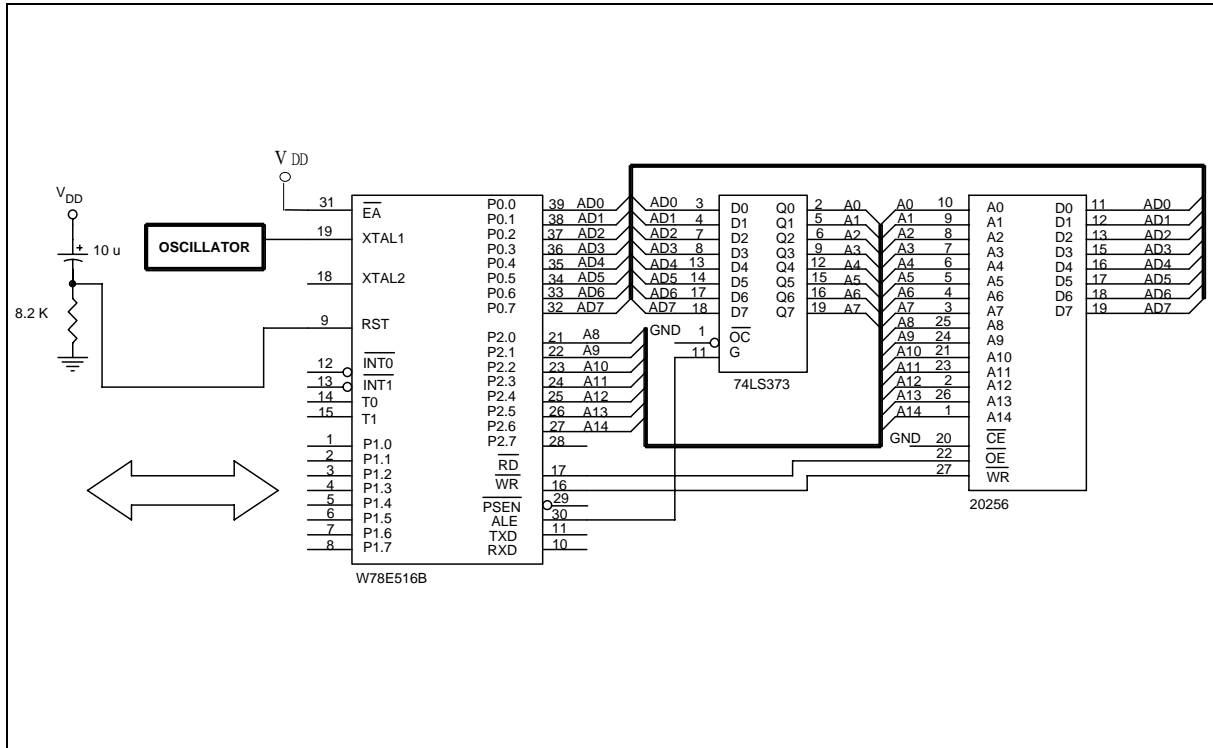 V DD
V DD
10 u
8.2 K
OSCILLATOR
31 EA
19 XTAL1
18 XTAL2
9 RST
12 INT0
13 INT1
14 T0
15 T1
1 P1.0
2 P1.1
3 P1.2
4 P1.3
5 P1.4
6 P1.5
7 P1.6
8 P1.7
P0.0 39 AD0
P0.1 38 AD1
P0.2 37 AD2
P0.3 36 AD3
P0.4 35 AD4
P0.5 34 AD5
P0.6 33 AD6
P0.7 32 AD7
P2.0 21 A8
P2.1 22 A9
P2.2 23 A10
P2.3 24 A11
P2.4 25 A12
P2.5 26 A13
P2.6 27 A14
P2.7 28
RD 17
WR 16
PSEN 29
ALE 30
TXD 11
RXD 10
W78E516B
AD0 3 D0 Q0 2 A0
AD1 4 D1 Q1 5 A1
AD2 7 D2 Q2 6 A2
AD3 8 D3 Q3 9 A3
AD4 13 D4 Q4 12 A4
AD5 14 D5 Q5 15 A5
AD6 17 D6 Q6 16 A6
AD7 18 D7 Q7 19 A7
GND 1 OC
11 G
74LS373
A0 10 A0 D0 11 AD0
A1 9 A1 D1 12 AD1
A2 8 A2 D2 13 AD2
A3 7 A3 D3 15 AD3
A4 6 A4 D4 16 AD4
A5 5 A5 D5 17 AD5
A6 4 A6 D6 18 AD6
A7 3 A7 D7 19 AD7
A8 25 A8
A9 24 A9
A10 21 A10
A11 23 A11
A12 2 A12
A13 26 A13
A14 1 A14
GND 20 CE
22 OE
27 WR
20256